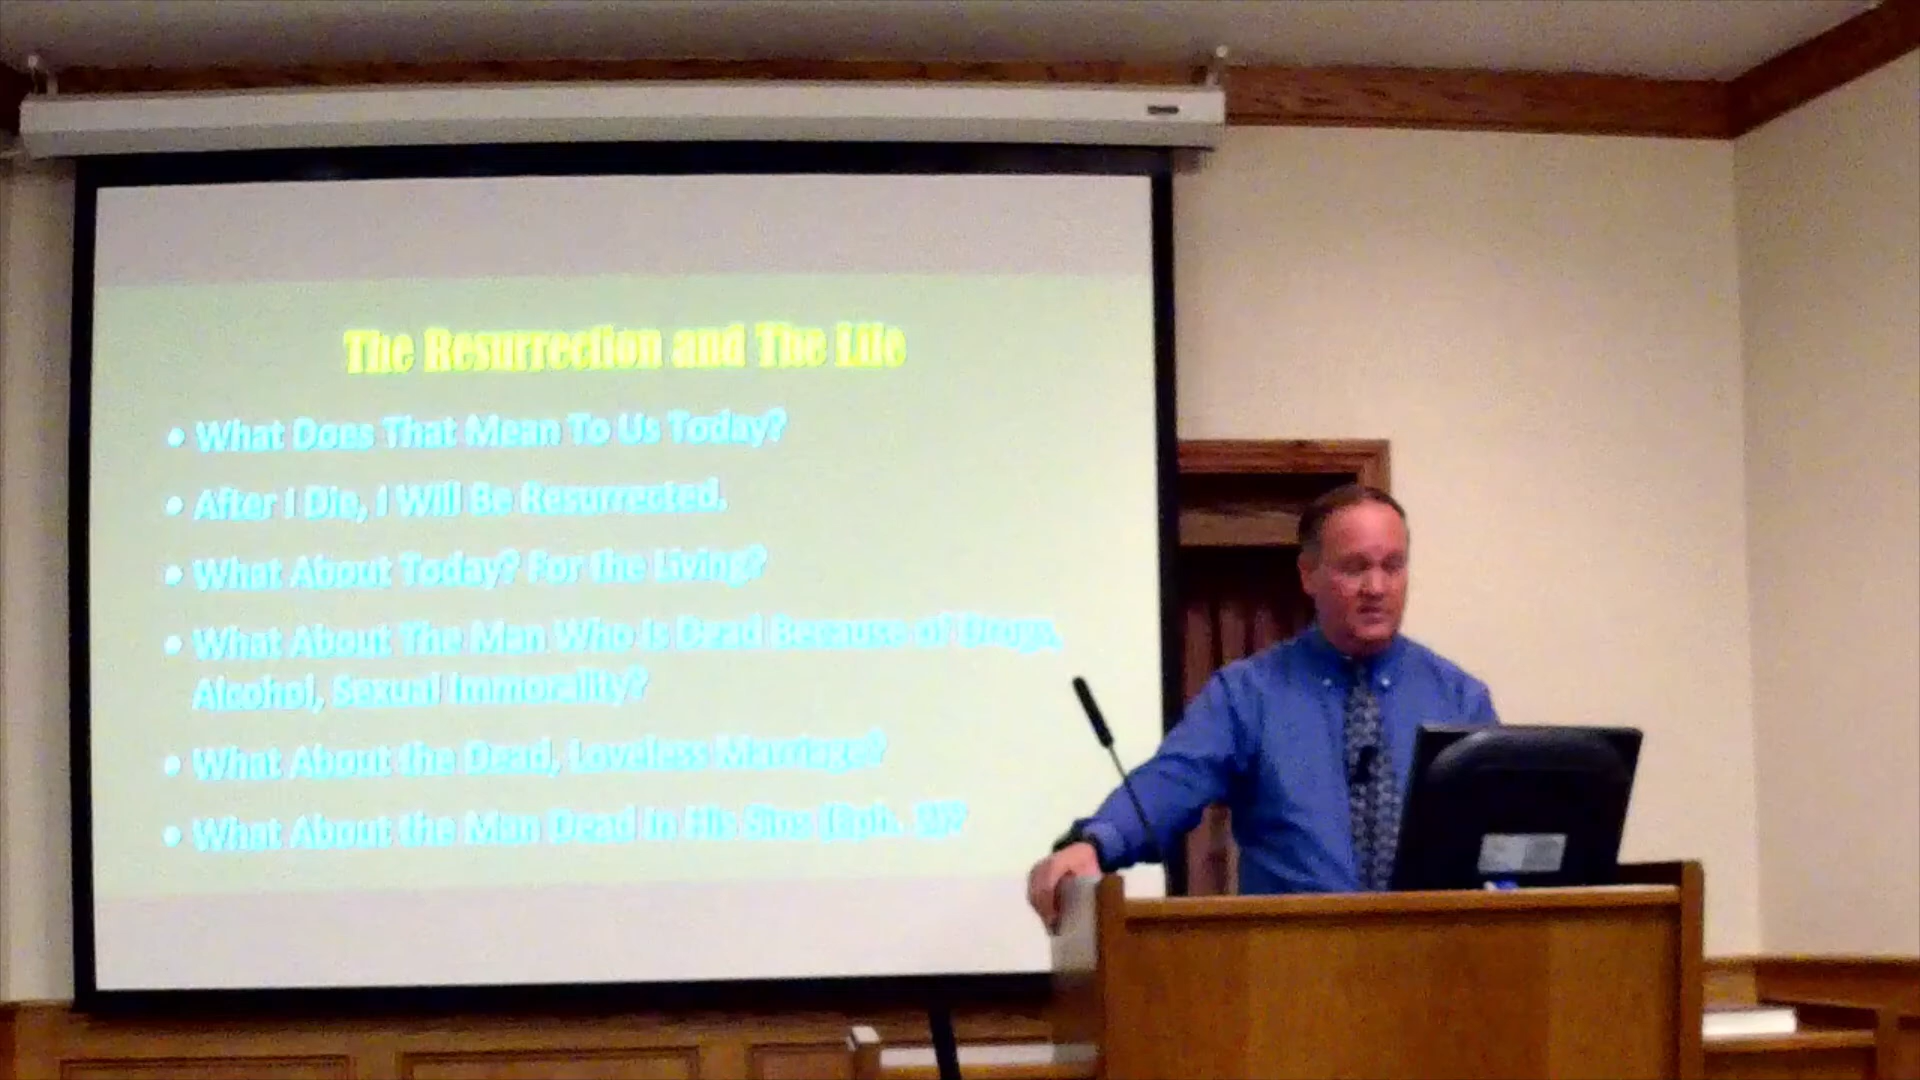 The Resurrection and The Life
• What Does That Mean To Us Today?
• After I Die, I Will Be Resurrected.
• What About Today? For the Living?
• What About The Man Who Is Dead Because of Drugs,
Alcohol, Sexual Immorality?
• What About the Dead, Loveless Marriage?
• What About the Man Dead In His Sins (Eph.